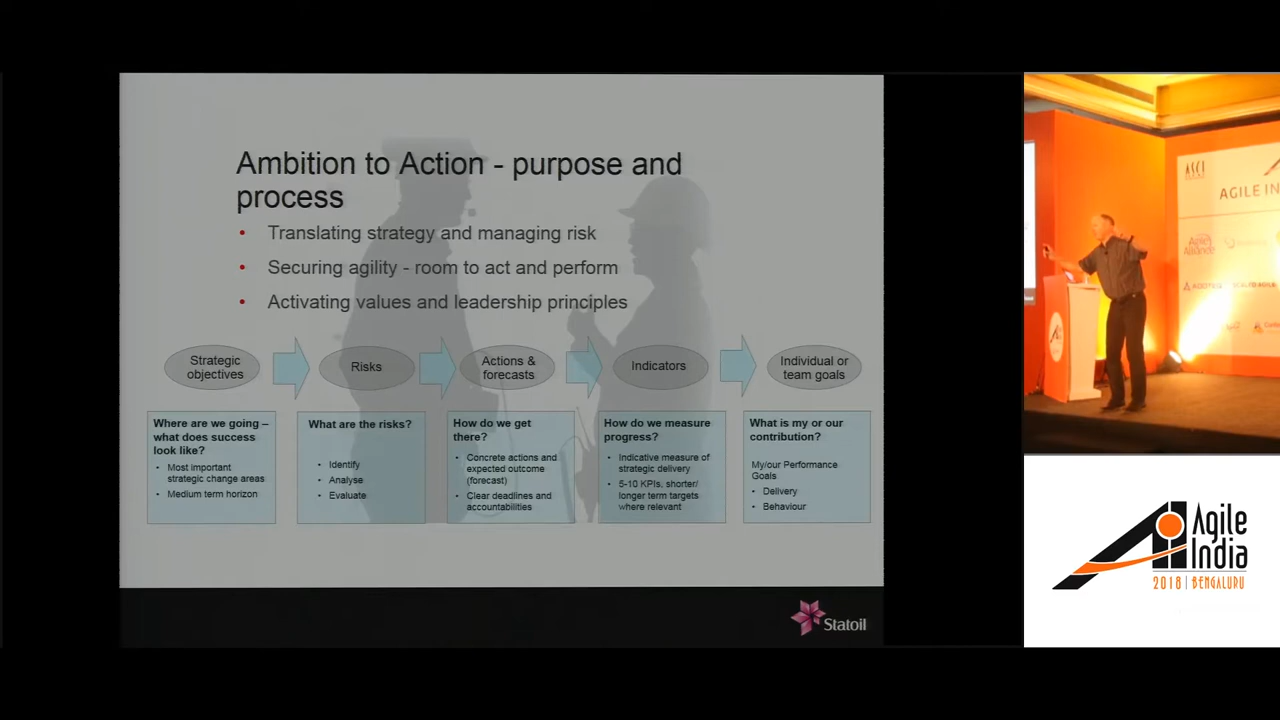 Ambition to Action - purpose and
process
• Translating strategy and managing risk
• Securing agility - room to act and perform
• Activating values and leadership principles
Strategic
objectives
Risks
Actions &
forecasts
Indicators
Individual or
team goals
Where are we going –
what does success
look like?
• Most important
strategic change areas
• Medium term horizon
What are the risks?
• Identify
• Analyse
• Evaluate
How do we get
there?
• Concrete actions and
expected outcome
(forecast)
• Clear deadlines and
accountabilities
How do we measure
progress?
• Indicative measure of
strategic delivery
• 5-10 KPIs, shorter/
longer term targets
where relevant
What is my or our
contribution?
My/our Performance
Goals
• Delivery
• Behaviour
Statoil
ASCI
AGILE IN
Agile
Alliance
SCALED AGILE
Agile
India
2018 | BENGALURU